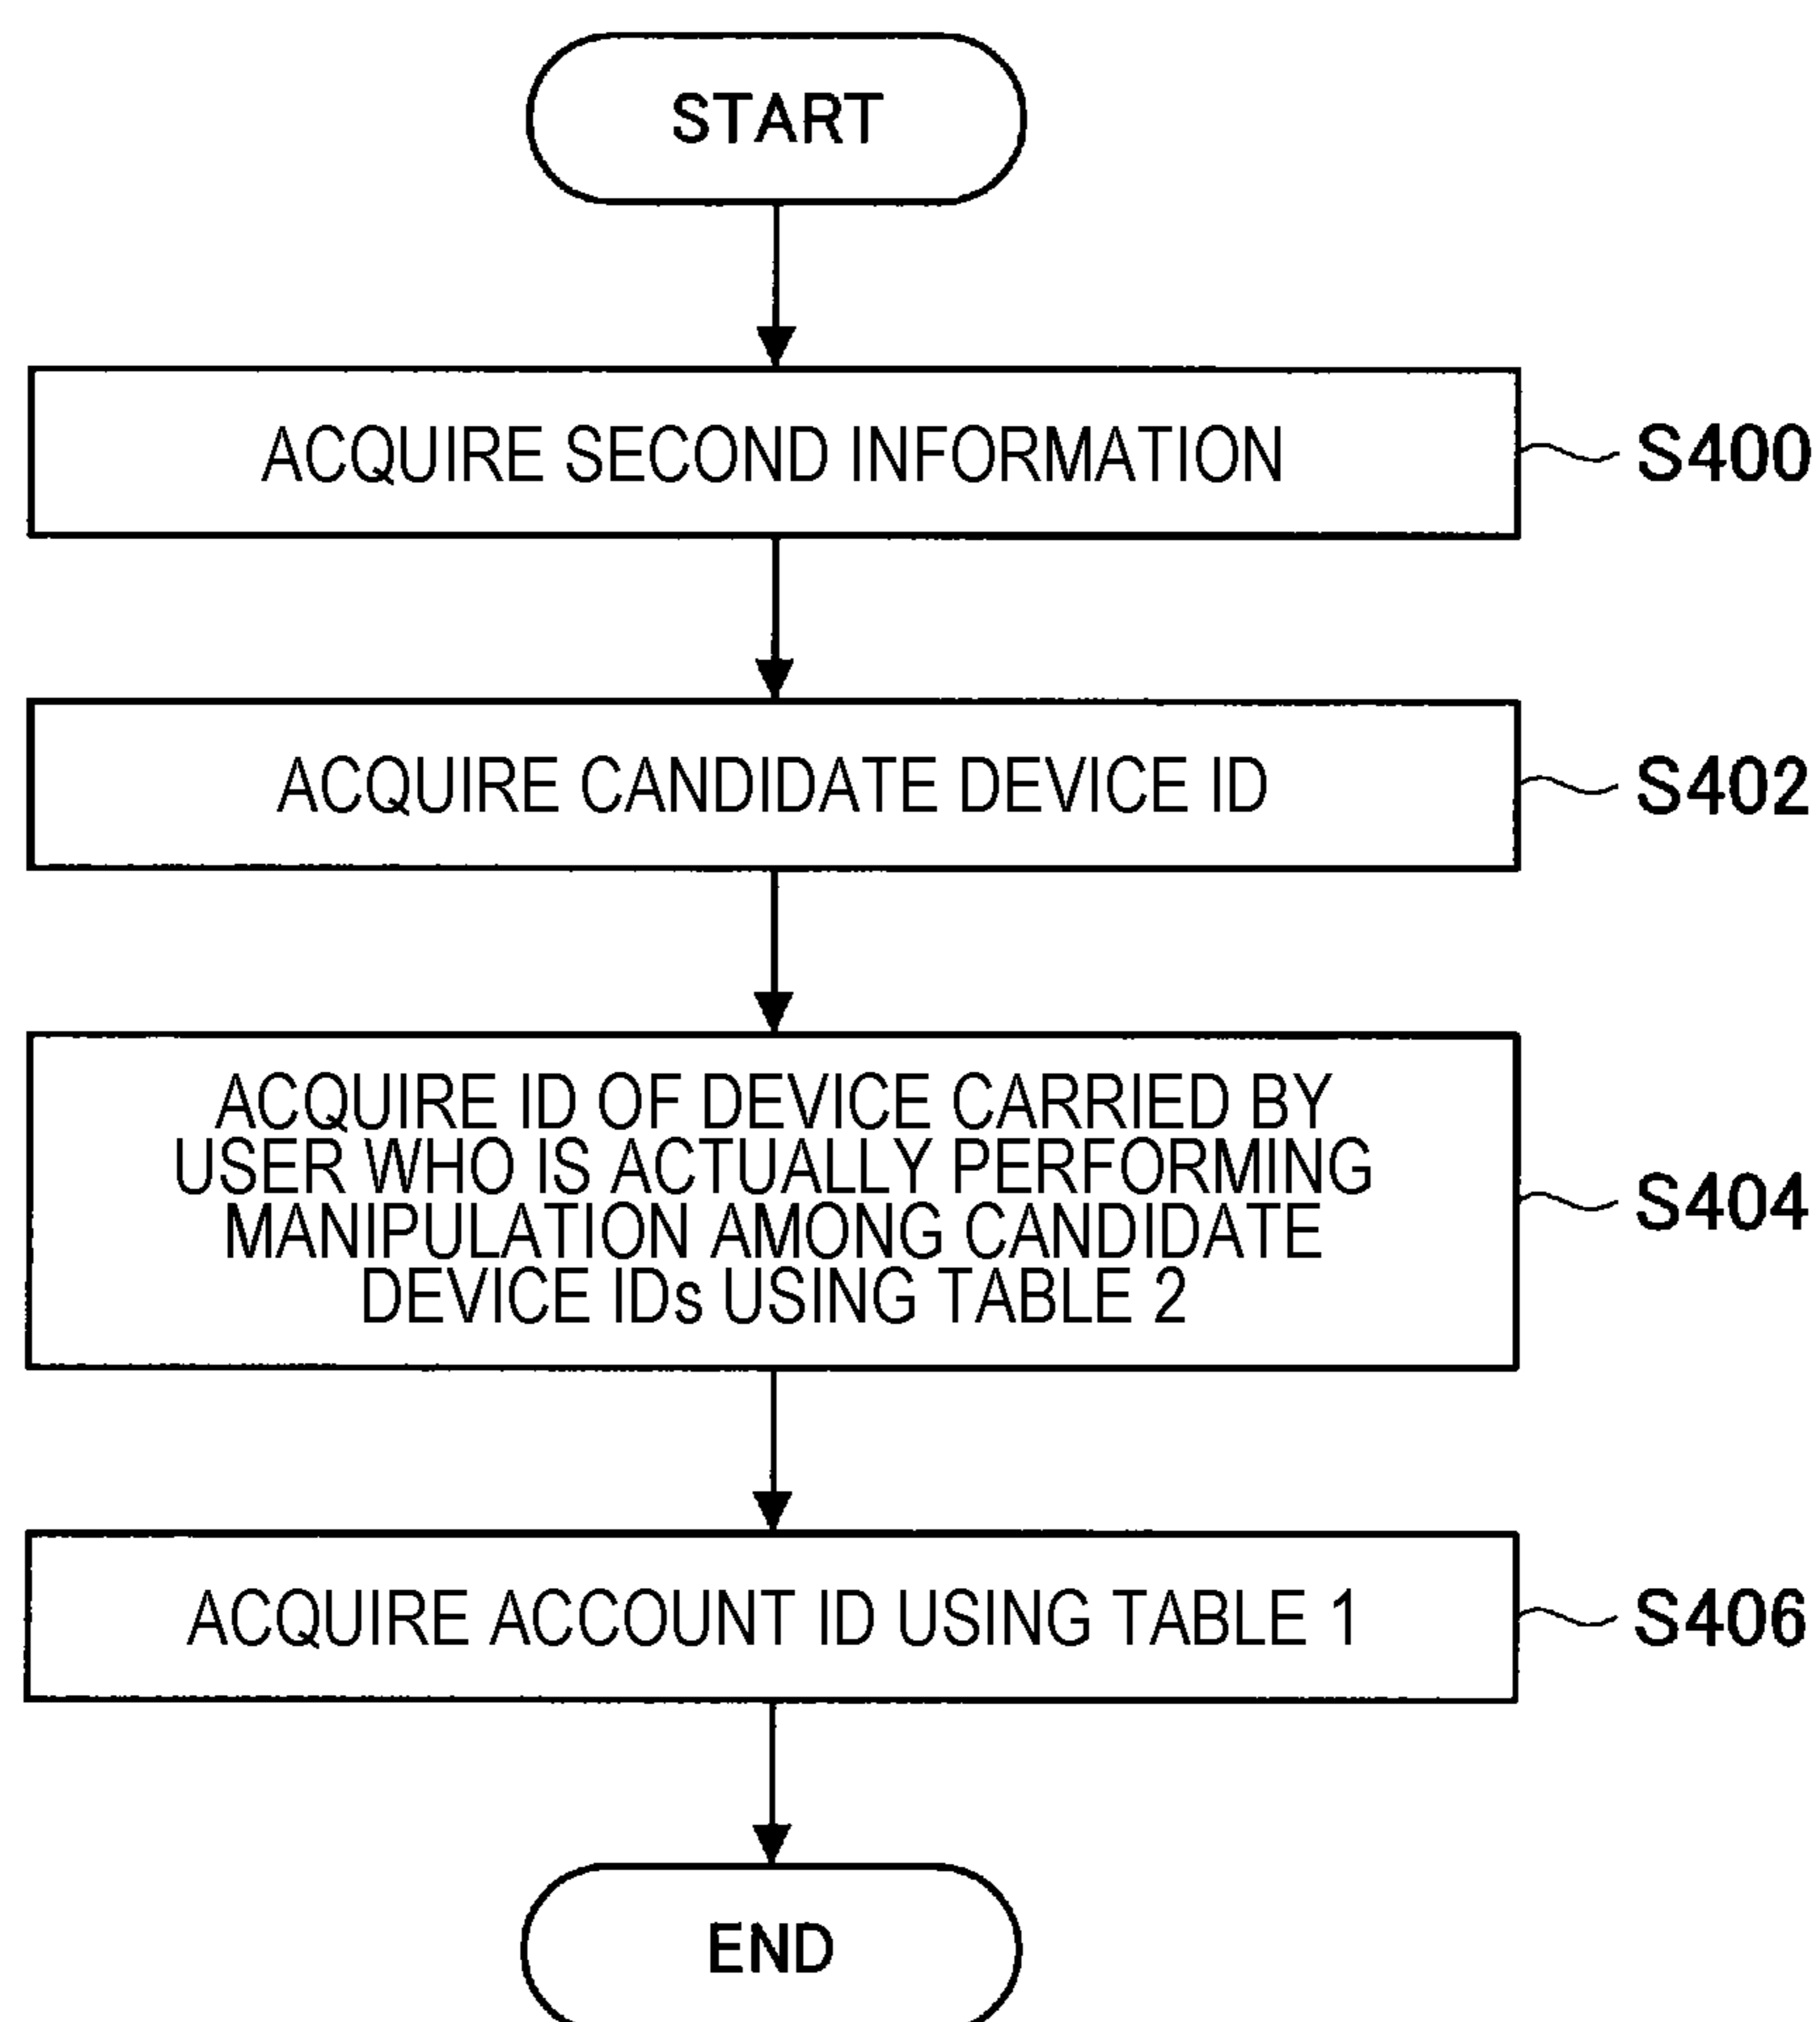 START
ACQUIRE SECOND INFORMATION
S400
ACQUIRE CANDIDATE DEVICE ID
S402
ACQUIRE ID OF DEVICE CARRIED BY
USER WHO IS ACTUALLY PERFORMING
MANIPULATION AMONG CANDIDATE
DEVICE IDs USING TABLE 2
S404
ACQUIRE ACCOUNT ID USING TABLE 1
S406
END